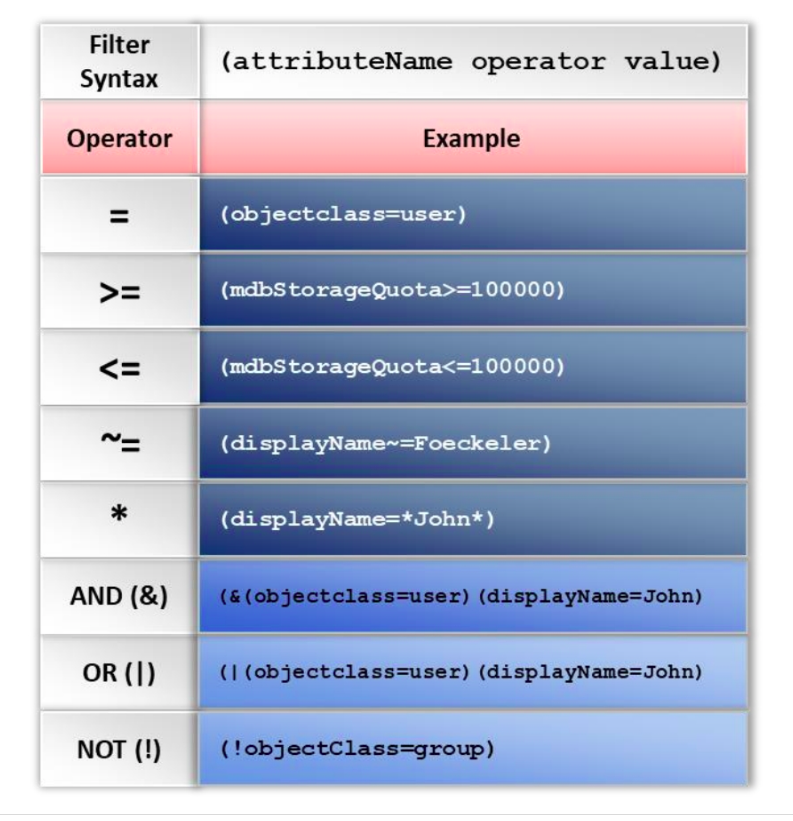 Filter
Syntax
(attributeName operator value)
Operator
Example
=
(objectclass=user)
>=
(mdbStorageQuota>=100000)
<=
(mdbStorageQuota<=100000)
~=
(displayName~=Foeckeler)
*
(displayName=*John*)
AND (&)
(&(objectclass=user)(displayName=John)
OR (|)
(|(objectclass=user)(displayName=John)
NOT (!)
(!objectClass=group)